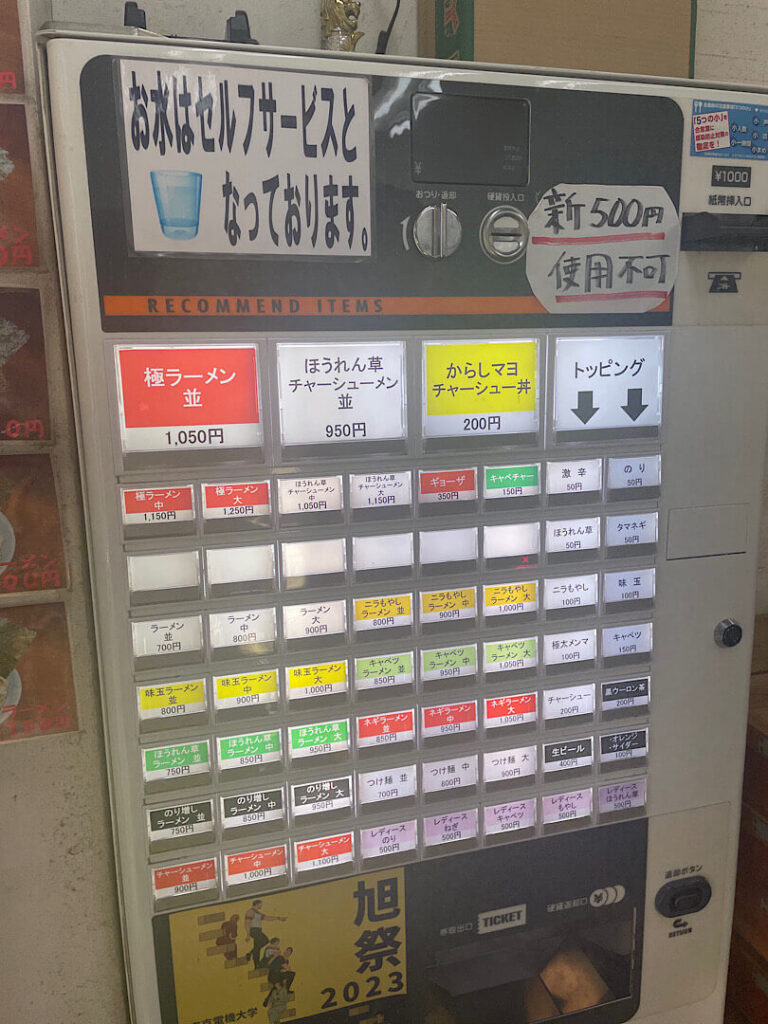 お水はセルフサービスと
なっております。
¥
おつり・返却
硬貨投入口
新500円
使用不可
「5つの小」を
¥1000
紙幣挿入口
RECOMMEND ITEMS
極ラーメン
並
1,050円
ほうれん草
チャーシューメン
並
950円
からしマヨ
チャーシュー丼
200円
トッピング
極ラーメン
中
1,150円
極ラーメン
大
1,250円
ほうれん草
チャーシューメン
中
1,050円
ほうれん草
チャーシューメン
大
1,150円
ギョーザ
350円
キャベチャー
150円
激辛
50円
のり
50円
ほうれん草
50円
タマネギ
50円
ラーメン
並
700円
ラーメン
中
800円
ラーメン
大
900円
ニラもやし
ラーメン 並
800円
ニラもやし
ラーメン 中
900円
ニラもやし
ラーメン 大
1,000円
ニラもやし
100円
味玉
100円
味玉ラーメン
並
800円
味玉ラーメン
中
900円
味玉ラーメン
大
1,000円
キャベツ
ラーメン 並
850円
キャベツ
ラーメン 中
950円
キャベツ
ラーメン 大
1,050円
極太メンマ
100円
キャベツ
150円
ほうれん草
ラーメン 並
750円
ほうれん草
ラーメン 中
850円
ほうれん草
ラーメン 大
950円
ネギラーメン
並
850円
ネギラーメン
中
950円
ネギラーメン
大
1,050円
チャーシュー
200円
黒ウーロン茶
200円
のり増し
ラーメン 並
750円
のり増し
ラーメン 中
850円
のり増し
ラーメン 大
950円
つけ麺 並
700円
つけ麺 中
800円
つけ麺 大
900円
生ビール
400円
・オレンジ
・サイダー
100円
チャーシューメン
並
900円
チャーシューメン
中
1,000円
チャーシューメン
大
1,100円
レディース
のり
500円
レディース
ねぎ
500円
レディース
キャベツ
500円
レディース
もやし
500円
レディース
ほうれん草
500円
旭祭
2023
京電機大学
券取出口
TICKET
返却ボタン
RETURN